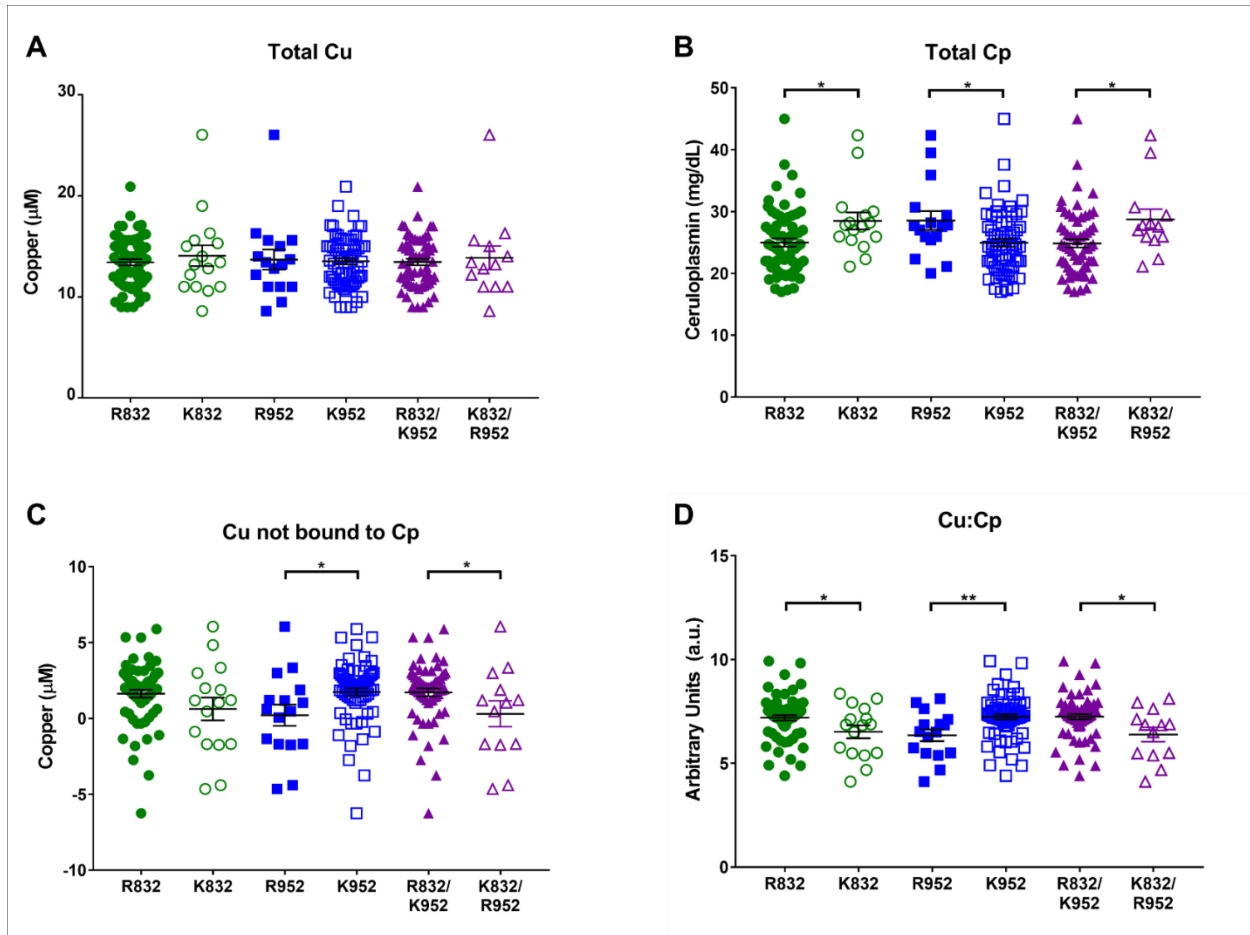 A
Total Cu
30
20
10
0
Copper (µM)
R832
K832
R952
K952
R832/
K952
K832/
R952
B
Total Cp
50
40
30
20
10
0
Ceruloplasmin (mg/dL)
*
*
*
R832
K832
R952
K952
R832/
K952
K832/
R952
C
Cu not bound to Cp
10
5
0
-5
-10
Copper (µM)
*
*
R832
K832
R952
K952
R832/
K952
K832/
R952
D
Cu:Cp
15
10
5
0
Arbitrary Units (a.u.)
*
**
*
R832
K832
R952
K952
R832/
K952
K832/
R952